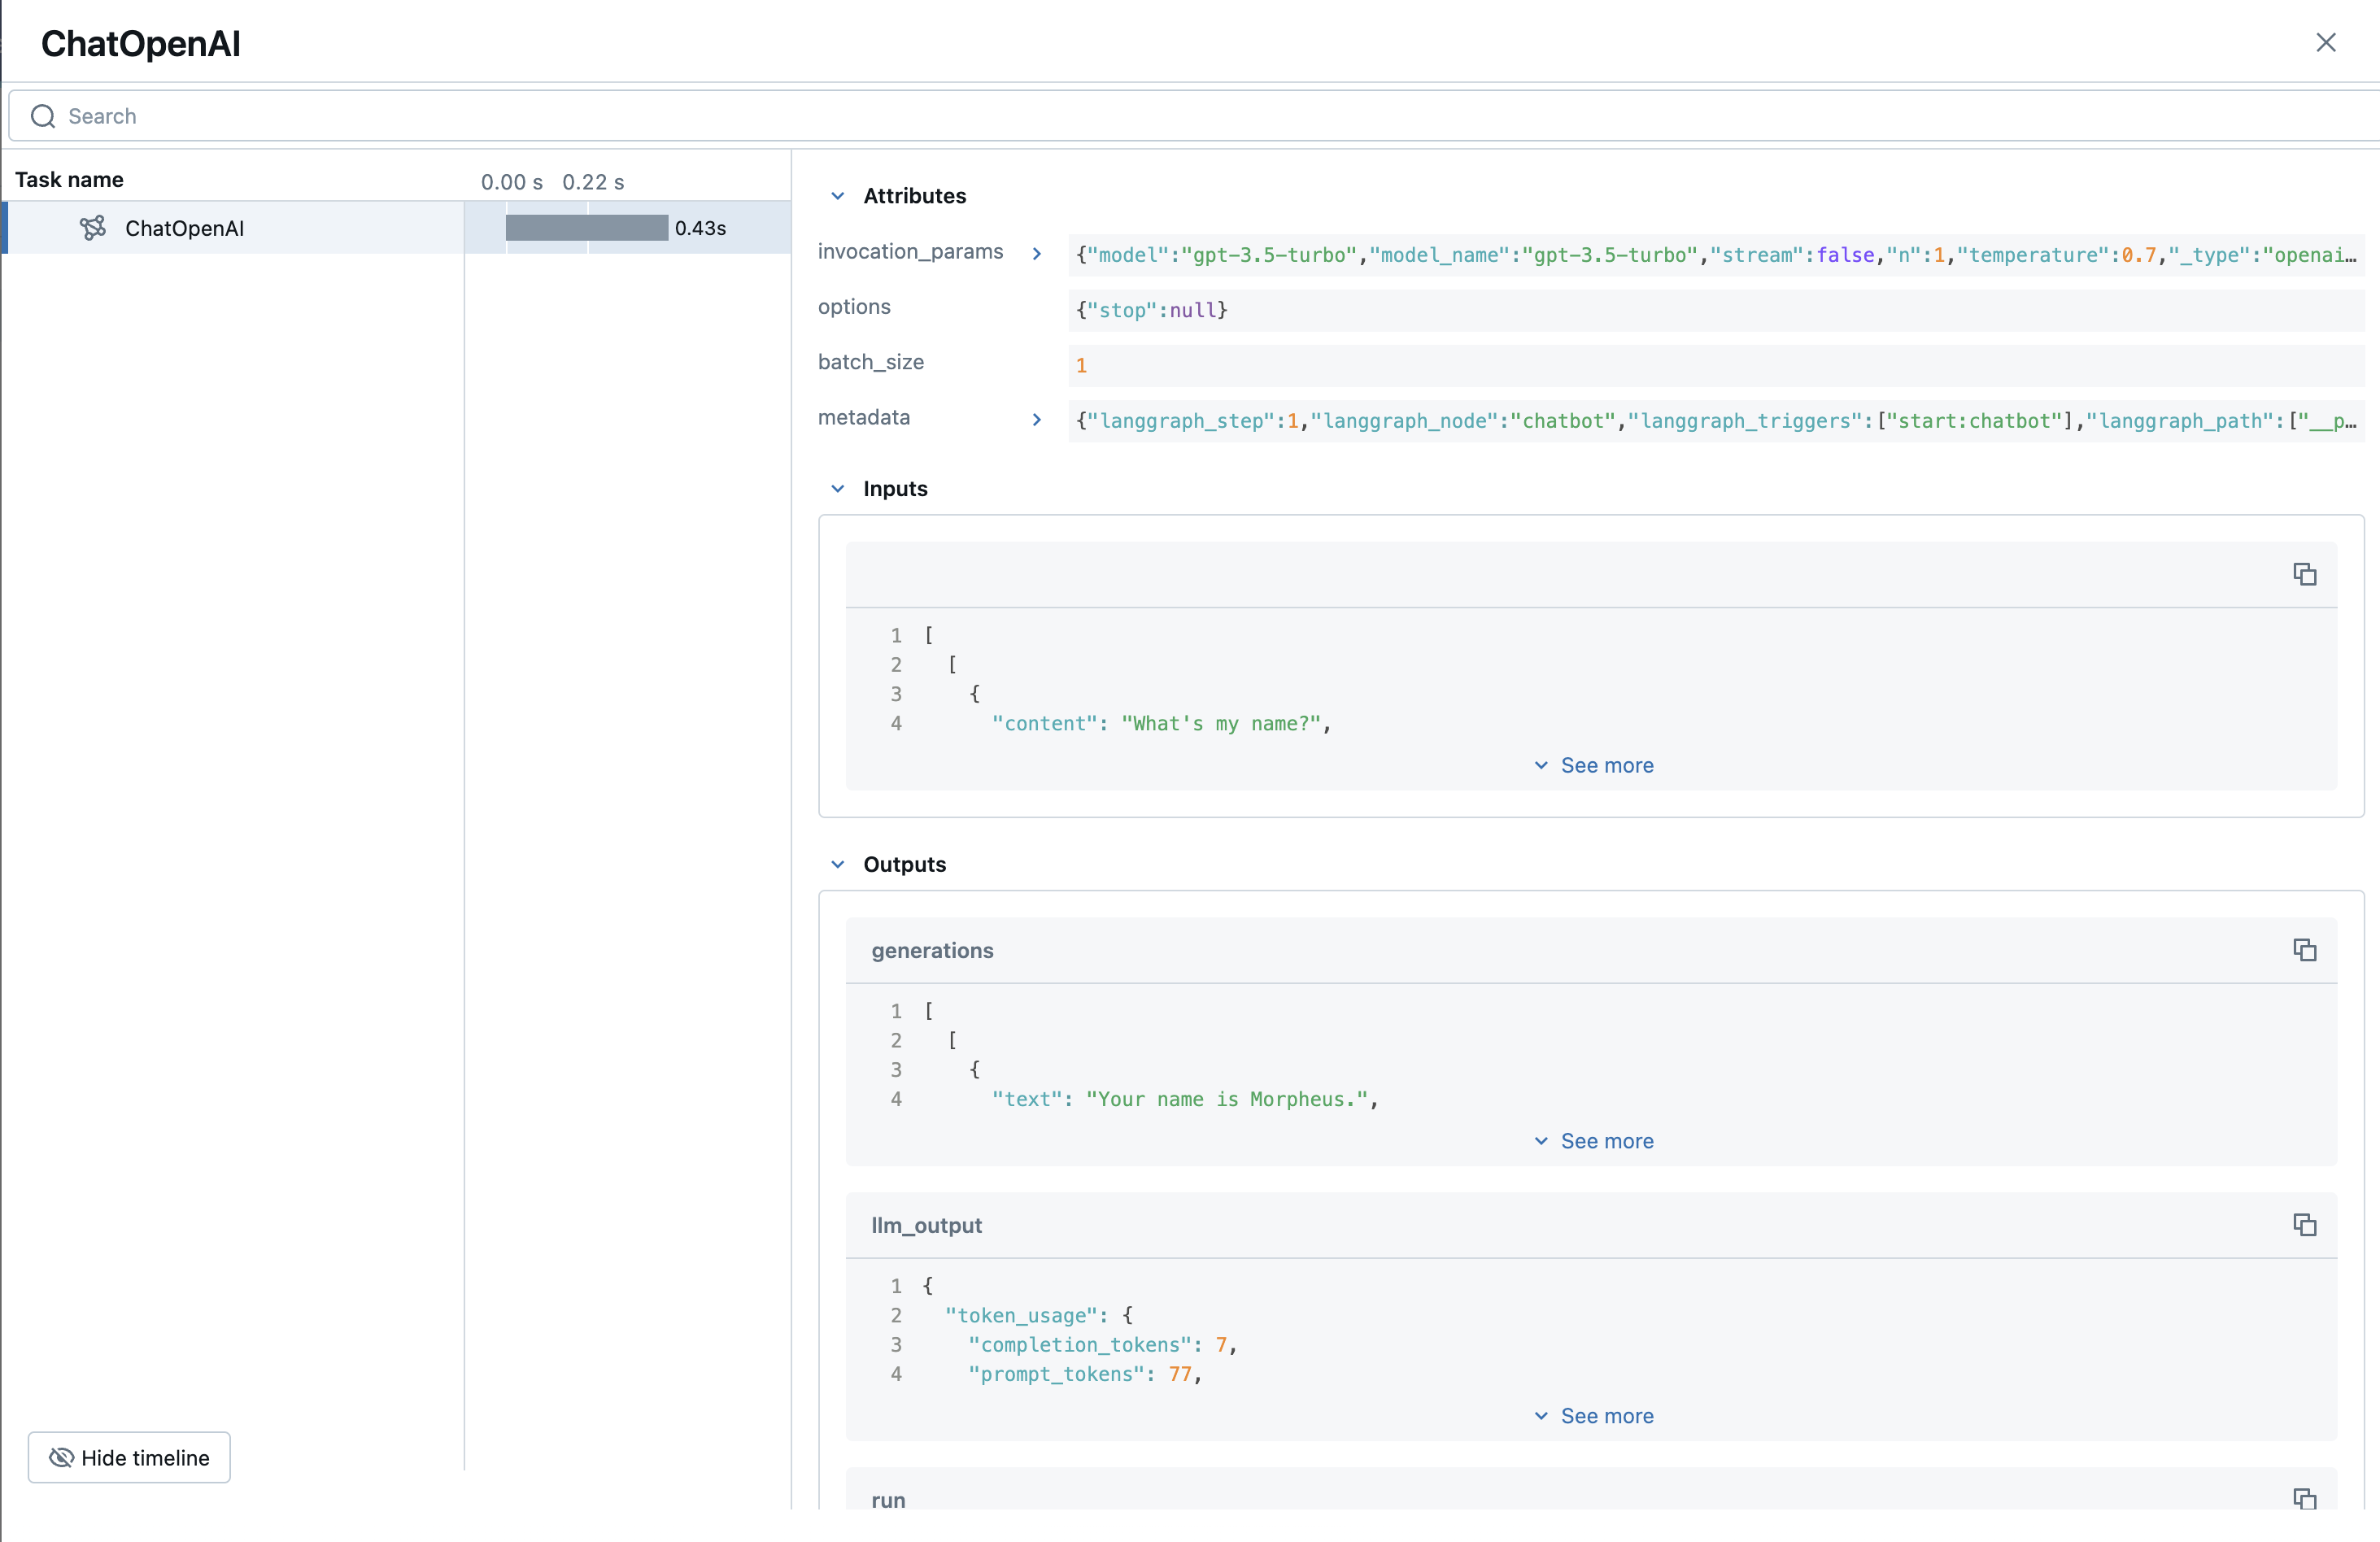 ChatOpenAI
Search
Task name
0.00 s 0.22 s
ChatOpenAI
0.43s
Hide timeline
Attributes
invocation_params {"model":"gpt-3.5-turbo","model_name":"gpt-3.5-turbo","stream":false,"n":1,"temperature":0.7,"_type":"openai…
options {"stop":null}
batch_size 1
metadata {"langgraph_step":1,"langgraph_node":"chatbot","langgraph_triggers":["start:chatbot"],"langgraph_path":["__p…
Inputs
1 [
2 [
3 {
4 "content": "What's my name?",
See more
Outputs
generations
1 [
2 [
3 {
4 "text": "Your name is Morpheus.",
See more
llm_output
1 {
2 "token_usage": {
3 "completion_tokens": 7,
4 "prompt_tokens": 77,
See more
run